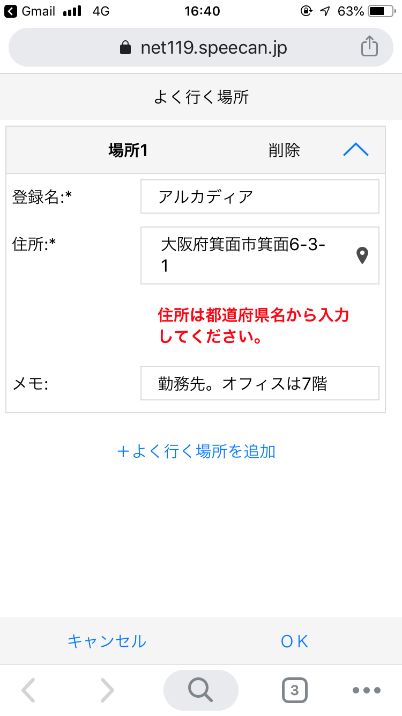 Gmail 4G 16:40 63%
net119.speecan.jp
よく行く場所
場所1 削除
登録名:* アルカディア
住所:* 大阪府箕面市箕面6-3-
1
住所は都道府県名から入力
してください。
メモ: 勤務先。オフィスは7階
＋よく行く場所を追加
キャンセル ＯＫ
3